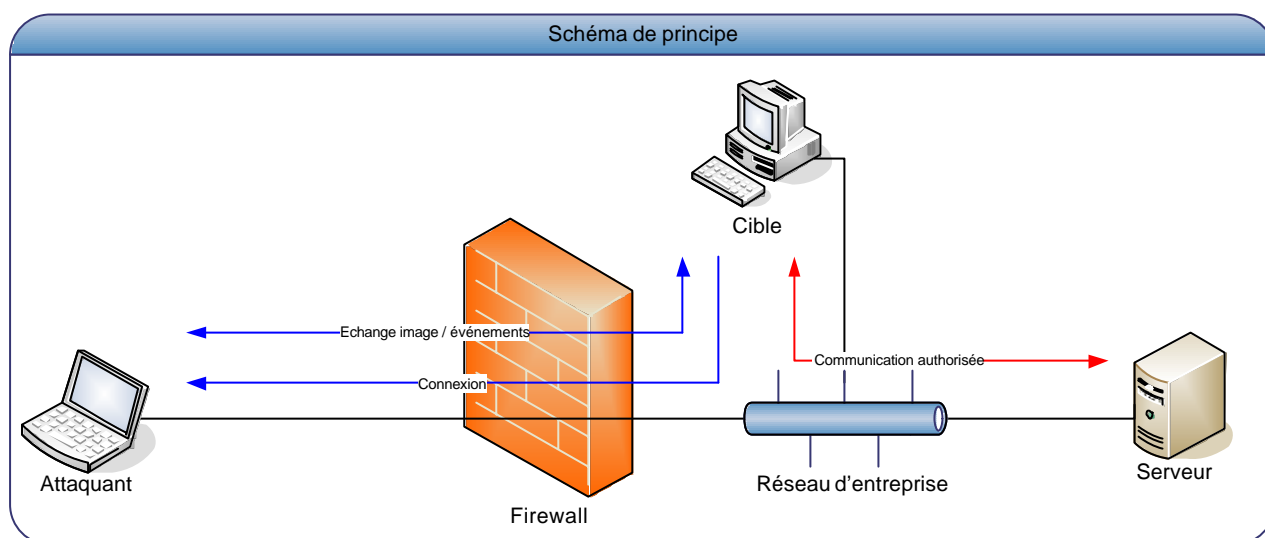 Schéma de principe
Cible
Echange image / événements
Communication authorisée
Connexion
Attaquant
Réseau d'entreprise
Serveur
Firewall